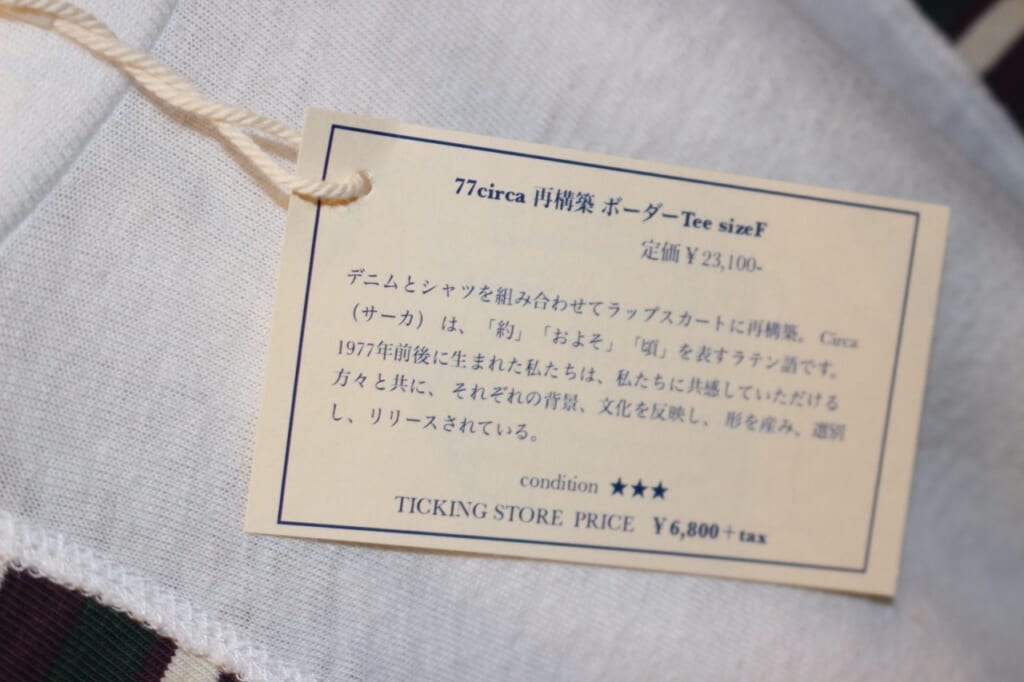 77circa 再構築 ボーダーTee sizeF
定価￥23,100-
デニムとシャツを組み合わせてラップスカートに再構築。 Circa
（サーカ） は、「約」「およそ」「頃」を表すラテン語です。
1977年前後に生まれた私たちは、私たちに共感していただける
方々と共に、それぞれの背景、文化を反映し、形を産み、選別
し、リリースされている。
condition ★★★
TICKING STORE PRICE ￥6,800＋tax